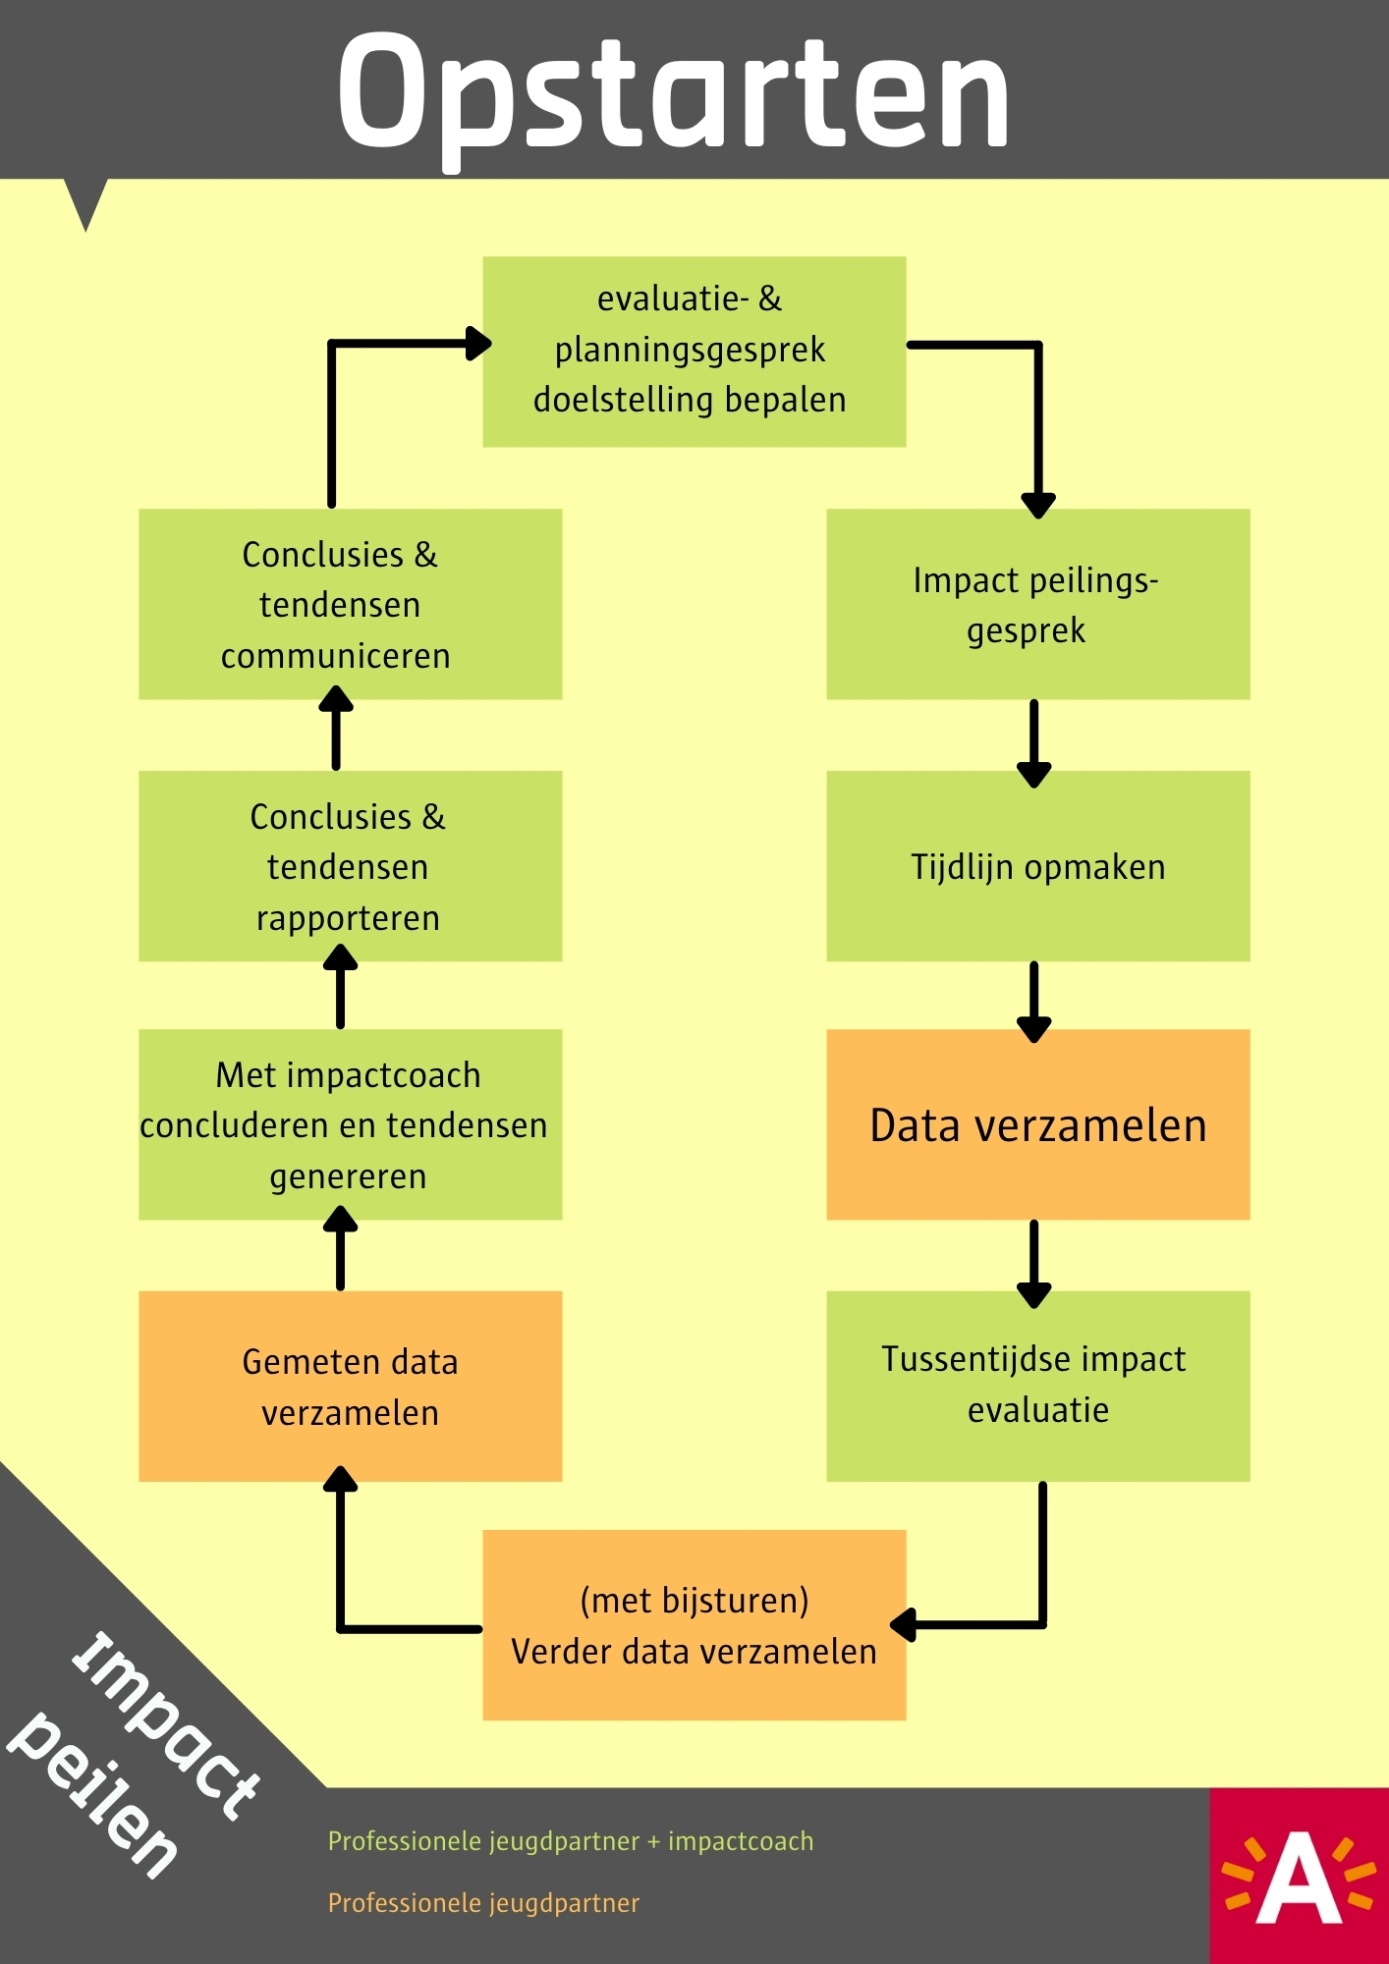 Opstarten
evaluatie- &
planningsgesprek
doelstelling bepalen
Impact peilings-
gesprek
Tijdlijn opmaken
Data verzamelen
Tussentijdse impact
evaluatie
(met bijsturen)
Verder data verzamelen
Gemeten data
verzamelen
Met impactcoach
concluderen en tendensen
genereren
Conclusies &
tendensen
rapporteren
Conclusies &
tendensen
communiceren
Impact
peilen
Professionele jeugdpartner + impactcoach
Professionele jeugdpartner
A